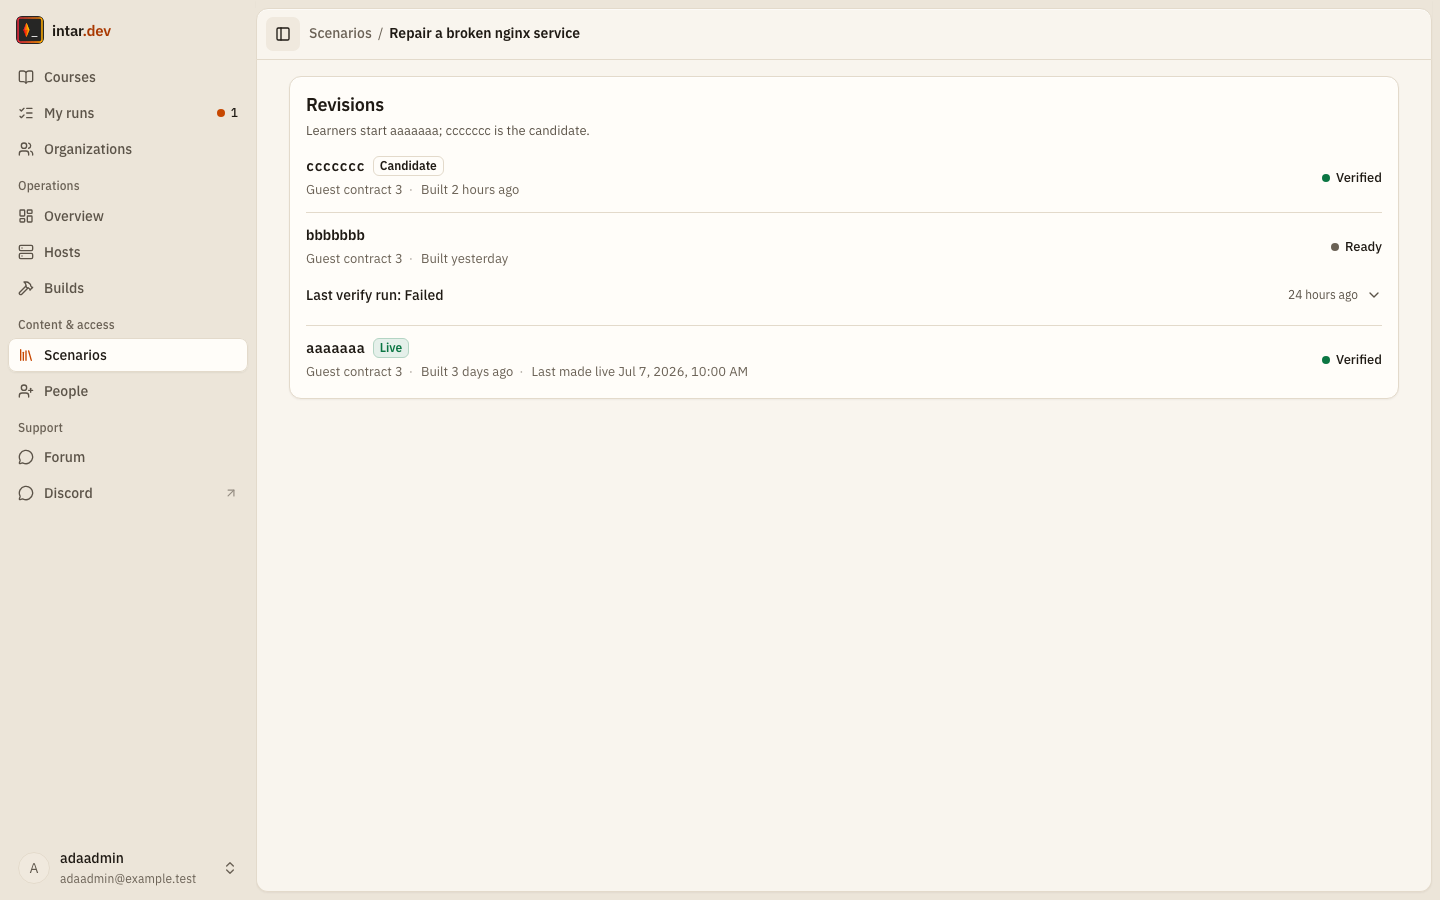 intar.dev
Courses
My runs 1
Organizations
Operations
Overview
Hosts
Builds
Content & access
Scenarios
People
Support
Forum
Discord
A
adaadmin
adaadmin@example.test
Scenarios / Repair a broken nginx service
Revisions
Learners start aaaaaaa; ccccccc is the candidate.
ccccccc Candidate
Guest contract 3 · Built 2 hours ago
Verified
bbbbbbb
Guest contract 3 · Built yesterday
Ready
Last verify run: Failed 24 hours ago
aaaaaaa Live
Guest contract 3 · Built 3 days ago · Last made live Jul 7, 2026, 10:00 AM
Verified